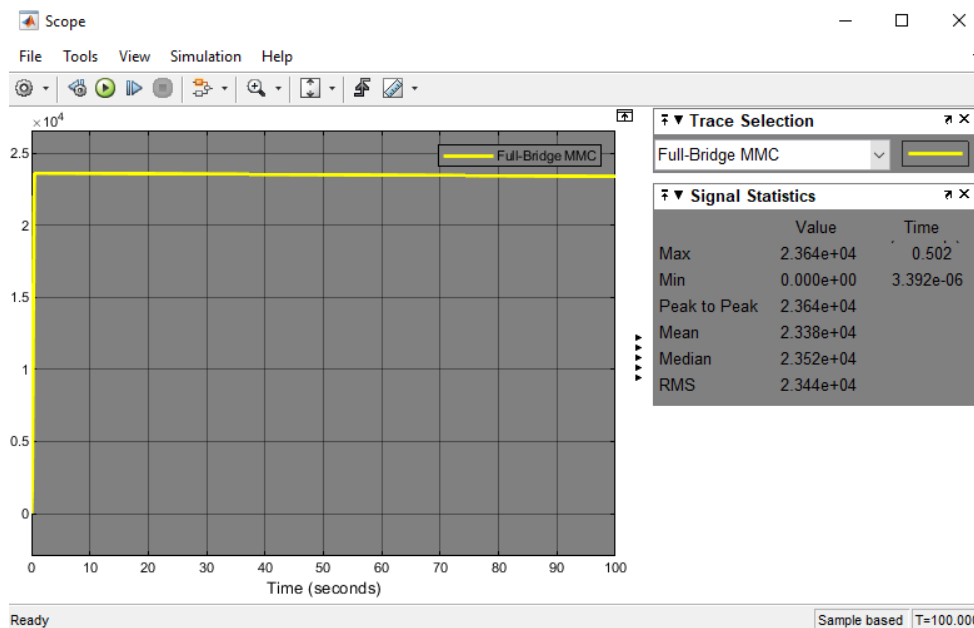 Scope
File Tools View Simulation Help
×10⁴
Full-Bridge MMC
2.5
2
1.5
1
0.5
0
0 10 20 30 40 50 60 70 80 90 100
Time (seconds)
Trace Selection
Full-Bridge MMC
Signal Statistics
Value Time
Max 2.364e+04 0.502
Min 0.000e+00 3.392e-06
Peak to Peak 2.364e+04
Mean 2.338e+04
Median 2.352e+04
RMS 2.344e+04
Ready
Sample based T=100.000